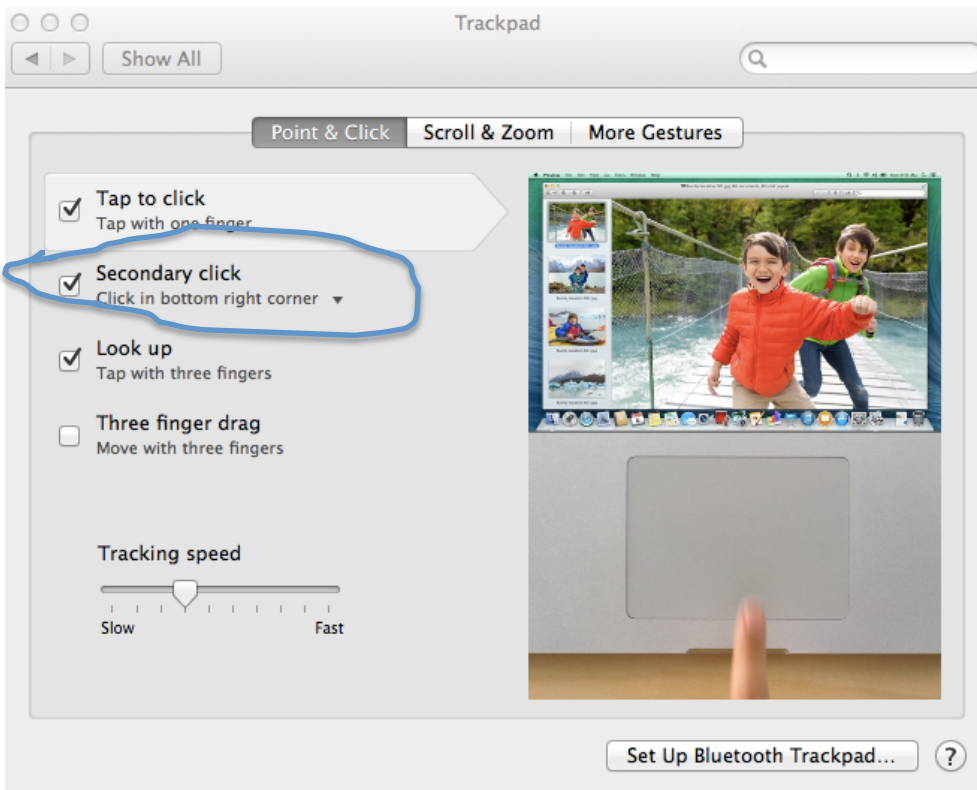 Trackpad
Show All
Point & Click Scroll & Zoom More Gestures
Tap to click
Tap with one finger
Secondary click
Click in bottom right corner
Look up
Tap with three fingers
Three finger drag
Move with three fingers
Tracking speed
Slow Fast
Set Up Bluetooth Trackpad...
?